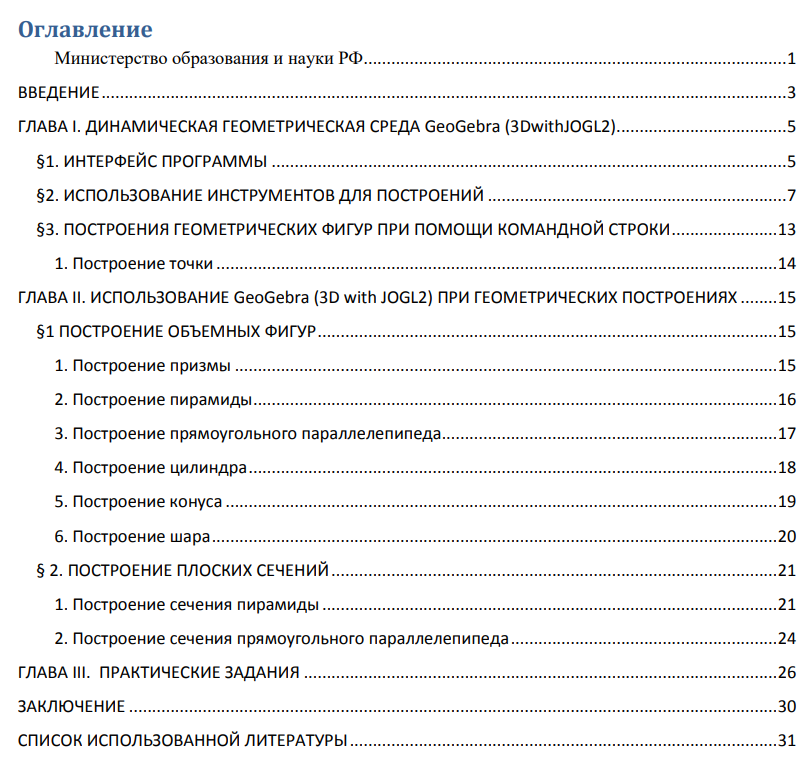 Оглавление
Министерство образования и науки РФ....................................................................1
ВВЕДЕНИЕ....................................................................3
ГЛАВА I. ДИНАМИЧЕСКАЯ ГЕОМЕТРИЧЕСКАЯ СРЕДА GeoGebra (3DwithJOGL2)....................................5
§1. ИНТЕРФЕЙС ПРОГРАММЫ ....................................................................5
§2. ИСПОЛЬЗОВАНИЕ ИНСТРУМЕНТОВ ДЛЯ ПОСТРОЕНИЙ ....................................................7
§3. ПОСТРОЕНИЯ ГЕОМЕТРИЧЕСКИХ ФИГУР ПРИ ПОМОЩИ КОМАНДНОЙ СТРОКИ.......................13
1. Построение точки ....................................................................14
ГЛАВА II. ИСПОЛЬЗОВАНИЕ GeoGebra (3D with JOGL2) ПРИ ГЕОМЕТРИЧЕСКИХ ПОСТРОЕНИЯХ ........15
§1 ПОСТРОЕНИЕ ОБЪЕМНЫХ ФИГУР....................................................................15
1. Построение призмы ....................................................................15
2. Построение пирамиды....................................................................16
3. Построение прямоугольного параллелепипеда....................................................................17
4. Построение цилиндра....................................................................18
5. Построение конуса ....................................................................19
6. Построение шара....................................................................20
§ 2. ПОСТРОЕНИЕ ПЛОСКИХ СЕЧЕНИЙ....................................................................21
1. Построение сечения пирамиды ....................................................................21
2. Построение сечения прямоугольного параллелепипеда....................................................24
ГЛАВА III.  ПРАКТИЧЕСКИЕ ЗАДАНИЯ ....................................................................26
ЗАКЛЮЧЕНИЕ ....................................................................30
СПИСОК ИСПОЛЬЗОВАННОЙ ЛИТЕРАТУРЫ....................................................................31